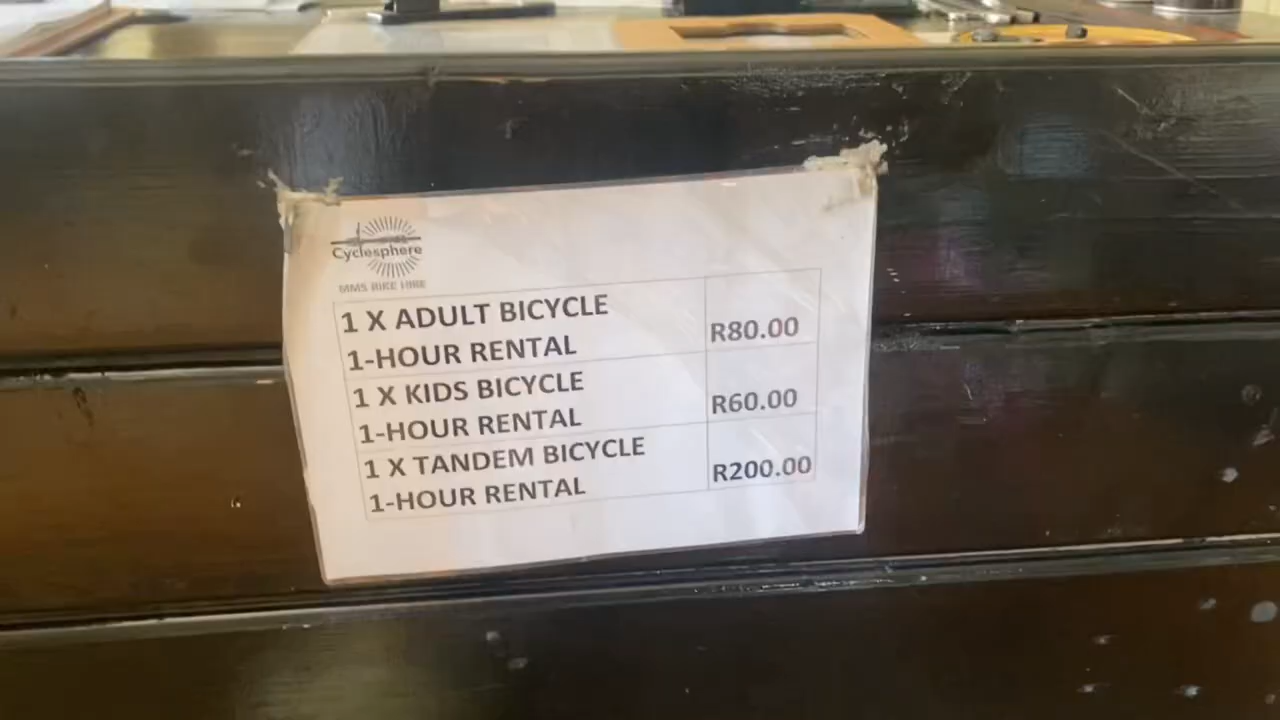 Cyclesphere
MMS BIKE HIRE
1 X ADULT BICYCLE
1-HOUR RENTAL
R80.00
1 X KIDS BICYCLE
1-HOUR RENTAL
R60.00
1 X TANDEM BICYCLE
1-HOUR RENTAL
R200.00